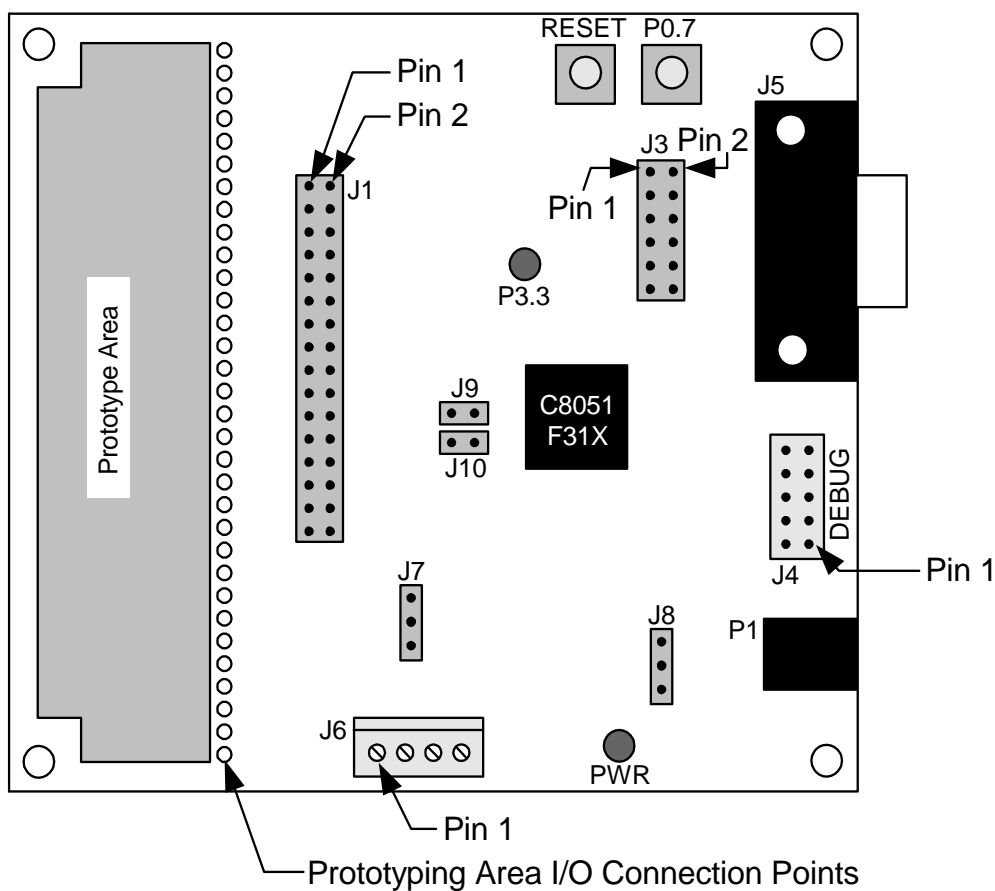 RESET P0.7
Pin 1
J5
Pin 2
J3
Pin 2
J1
Pin 1
P3.3
Prototype Area
J9
C8051
F31X
J10
DEBUG
J7
J4
Pin 1
J8
P1
J6
PWR
Pin 1
Prototyping Area I/O Connection Points